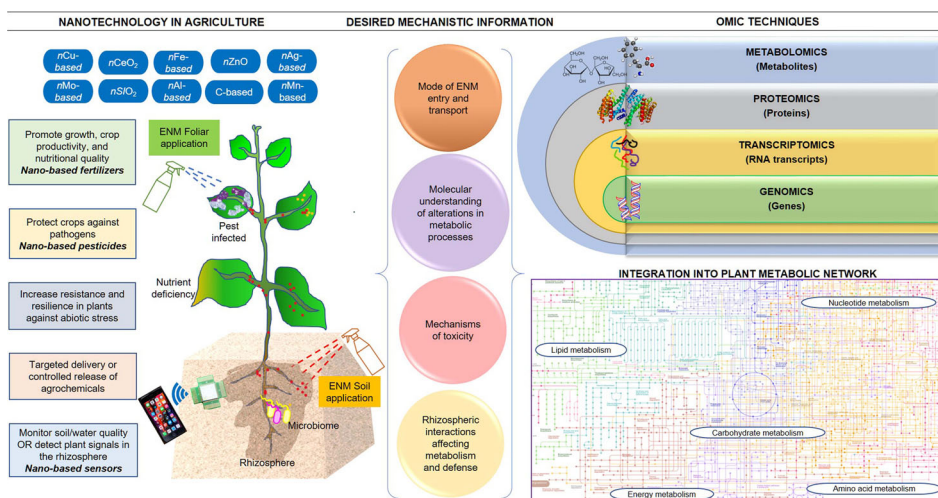 NANOTECHNOLOGY IN AGRICULTURE
DESIRED MECHANISTIC INFORMATION
OMIC TECHNIQUES
nCu-
based
nCeO2
nFe-
based
nZnO
nAg-
based
nMo-
based
nSIO2
nAl-
based
C-based
nMn-
based
Promote growth, crop
productivity, and
nutritional quality
Nano-based fertlizers
Protect crops against
pathogens
Nano-based pesticides
Increase resistance and
resilience in plants
against abiotic stress
Targeted delivery or
controlled release of
agrochemicals
Monitor soil/water quality
OR detect plant signals in
the rhizosphere
Nano-based sensors
ENM Foliar
application
Pest
infected
Nutrient
deficiency
ENM Soil
application
Microbiome
Rhizosphere
Mode of ENM
entry and
transport
Molecular
understanding
of alterations in
metabolic
processes
Mechanisms
of toxicity
Rhizospheric
interactions
affecting
metabolism
and defense
METABOLOMICS
(Metabolites)
PROTEOMICS
(Proteins)
TRANSCRIPTOMICS
(RNA transcripts)
GENOMICS
(Genes)
INTEGRATION INTO PLANT METABOLIC NETWORK
Nucleotide metabolism
Lipid metabolism
Carbohydrate metabolism
Energy metabolism
Amino acid metabolism